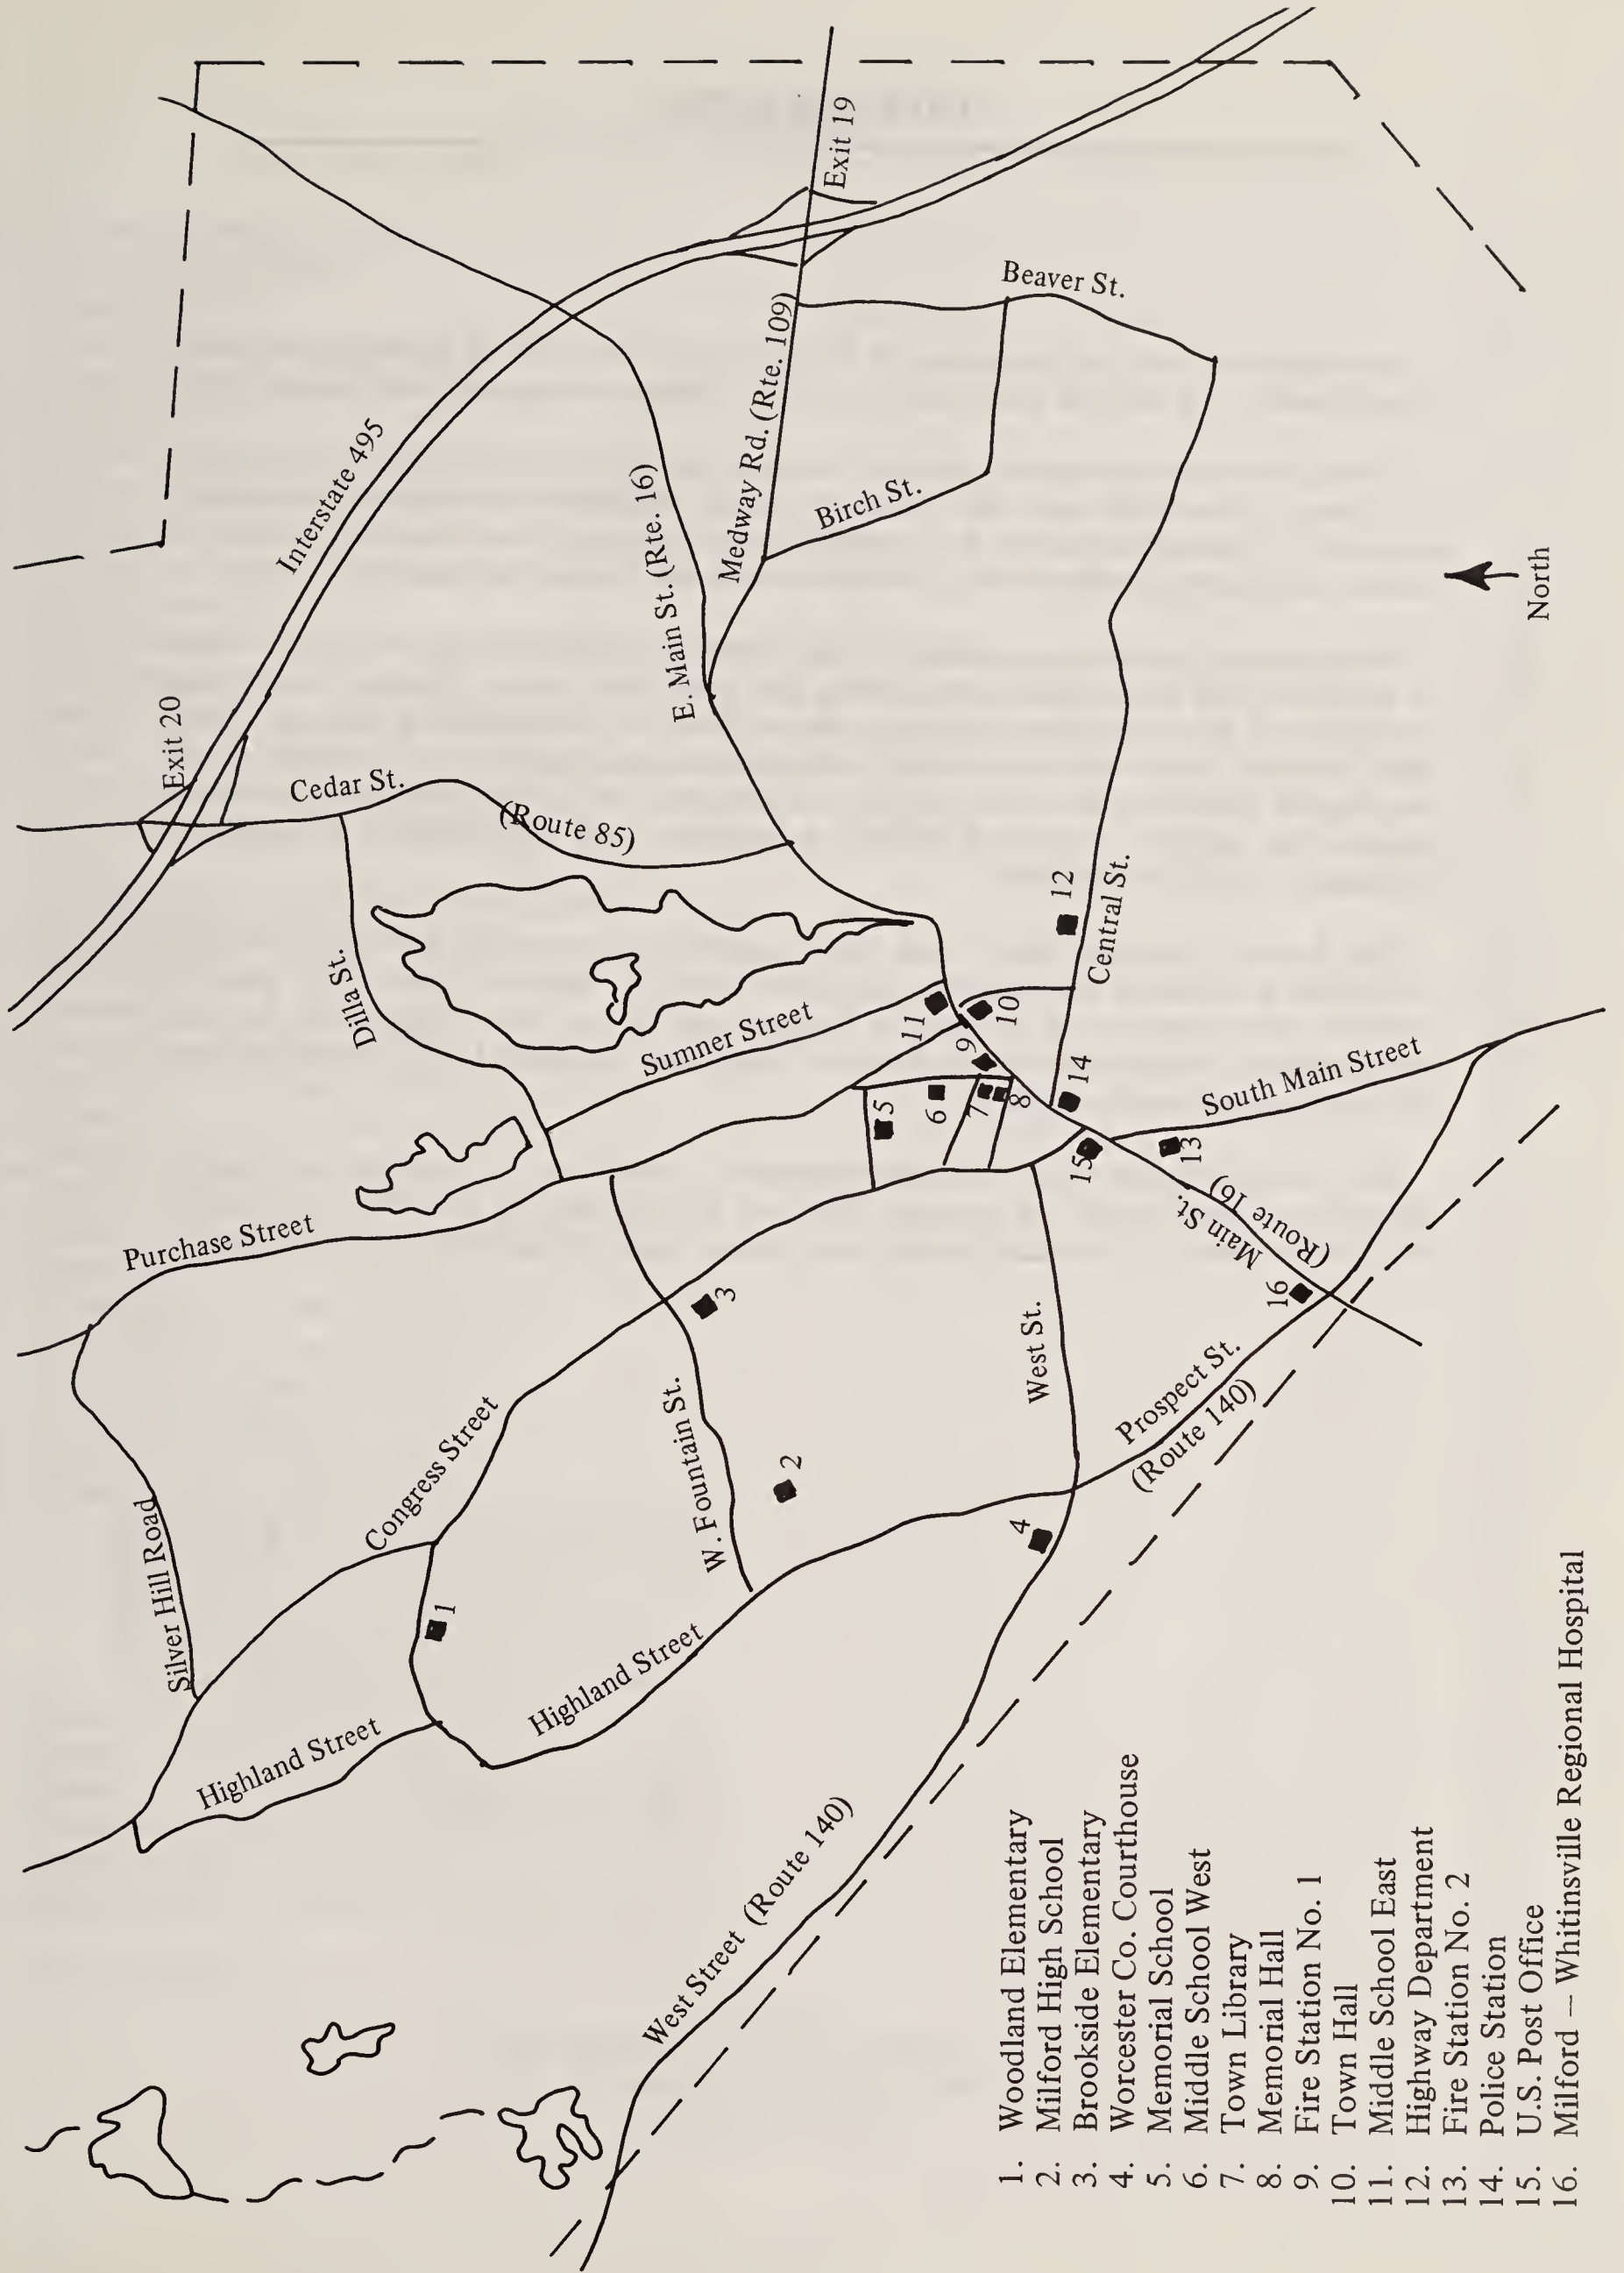 Exit 20
Interstate 495
Cedar St.
(Route 85)
Exit 19
Medway Rd. (Rte. 109)
E. Main St. (Rte. 16)
Beaver St.
Birch St.
Dilla St.
Sumner Street
Purchase Street
Silver Hill Road
Congress Street
Highland Street
Highland Street
W. Fountain St.
West St.
West Street (Route 140)
Prospect St.
(Route 140)
Main St.
(Route 16)
South Main Street
Central St.
1
2
3
4
5
6
7
8
9
10
11
12
13
14
15
16
North
1. Woodland Elementary
2. Milford High School
3. Brookside Elementary
4. Worcester Co. Courthouse
5. Memorial School
6. Middle School West
7. Town Library
8. Memorial Hall
9. Fire Station No. 1
10. Town Hall
11. Middle School East
12. Highway Department
13. Fire Station No. 2
14. Police Station
15. U.S. Post Office
16. Milford – Whitinsville Regional Hospital